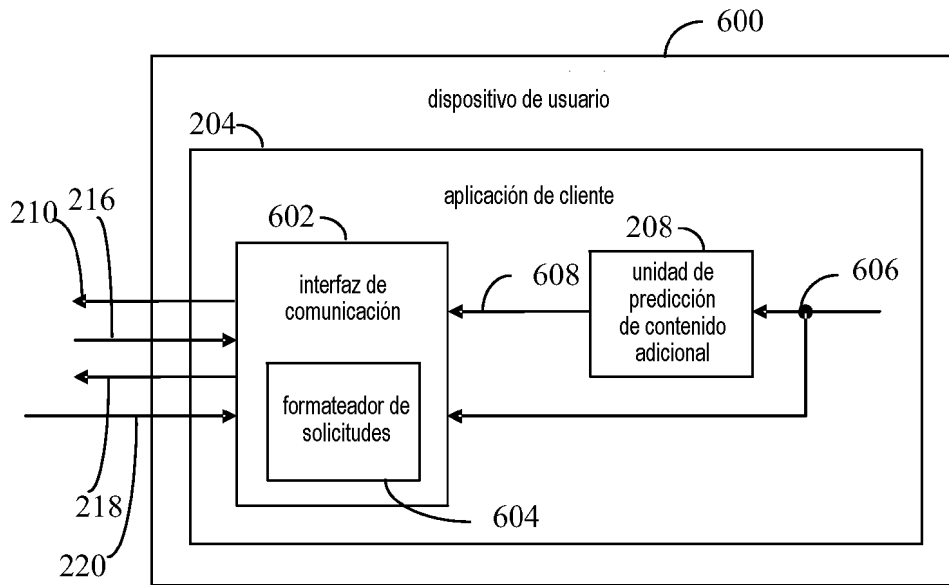 600
dispositivo de usuario
204
aplicación de cliente
210
216
602
208
interfaz de
comunicación
608
unidad de
predicción
de contenido
adicional
606
formateador de
solicitudes
218
604
220